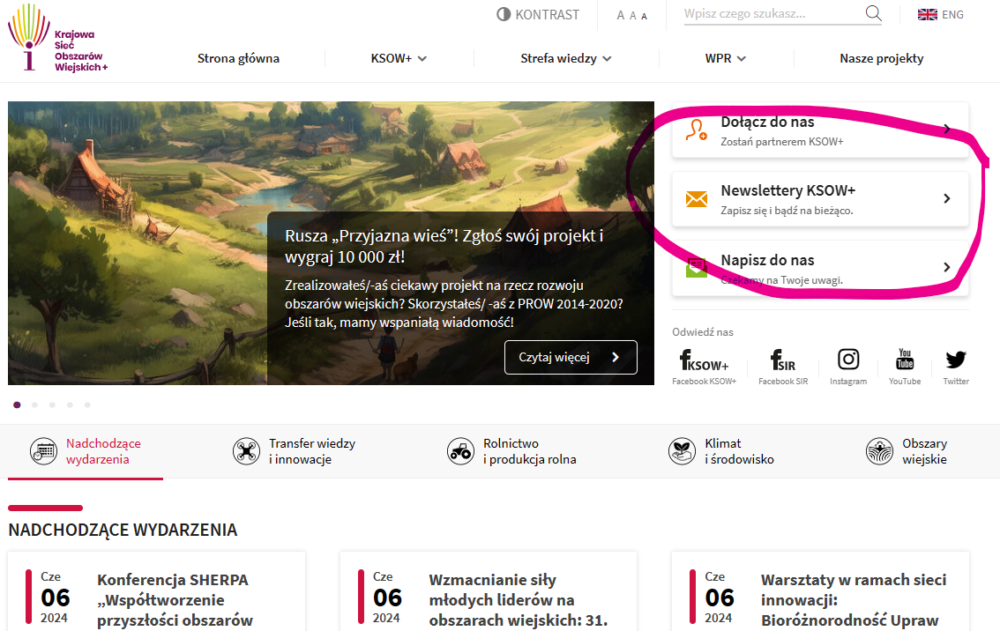 Krajowa
Sieć
Obszarów
Wiejskich +
KONTRAST
A A A
Wpisz czego szukasz...
ENG
Strona główna
KSOW+
Strefa wiedzy
WPR
Nasze projekty
Rusza „Przyjazna wieś”! Zgłoś swój projekt i
wygraj 10 000 zł!
Zrealizowałeś/-aś ciekawy projekt na rzecz rozwoju
obszarów wiejskich? Skorzystałeś/ -aś z PROW 2014-2020?
Jeśli tak, mamy wspaniałą wiadomość!
Czytaj więcej
Dołącz do nas
Zostań partnerem KSOW+
Newslettery KSOW+
Zapisz się i bądź na bieżąco.
Napisz do nas
Czekamy na Twoje uwagi.
Odwiedź nas
fKSOW+
Facebook KSOW+
fSIR
Facebook SIR
Instagram
You
Tube
YouTube
Twitter
Nadchodzące
wydarzenia
Transfer wiedzy
i innowacje
Rolnictwo
i produkcja rolna
Klimat
i środowisko
Obszary
wiejskie
NADCHODZĄCE WYDARZENIA
Cze
06
2024
Konferencja SHERPA
„Współtworzenie
przyszłości obszarów
Cze
06
2024
Wzmacnianie siły
młodych liderów na
obszarach wiejskich: 31.
Cze
06
2024
Warsztaty w ramach sieci
innowacji:
Bioróżnorodność Upraw